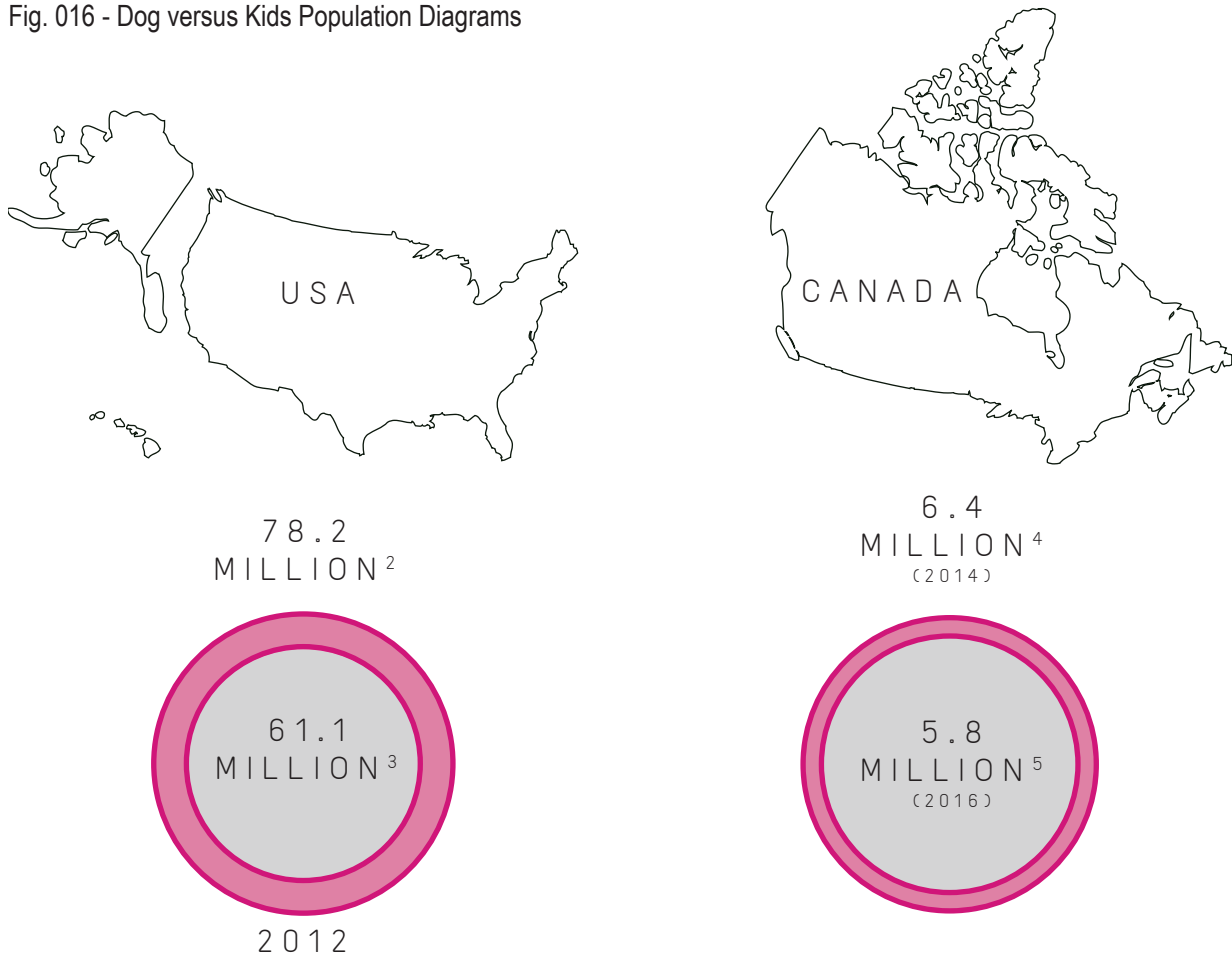 Fig. 016 - Dog versus Kids Population Diagrams
USA
CANADA
78.2
MILLION²
6.4
MILLION⁴
(2014)
61.1
MILLION³
5.8
MILLION⁵
(2016)
2012